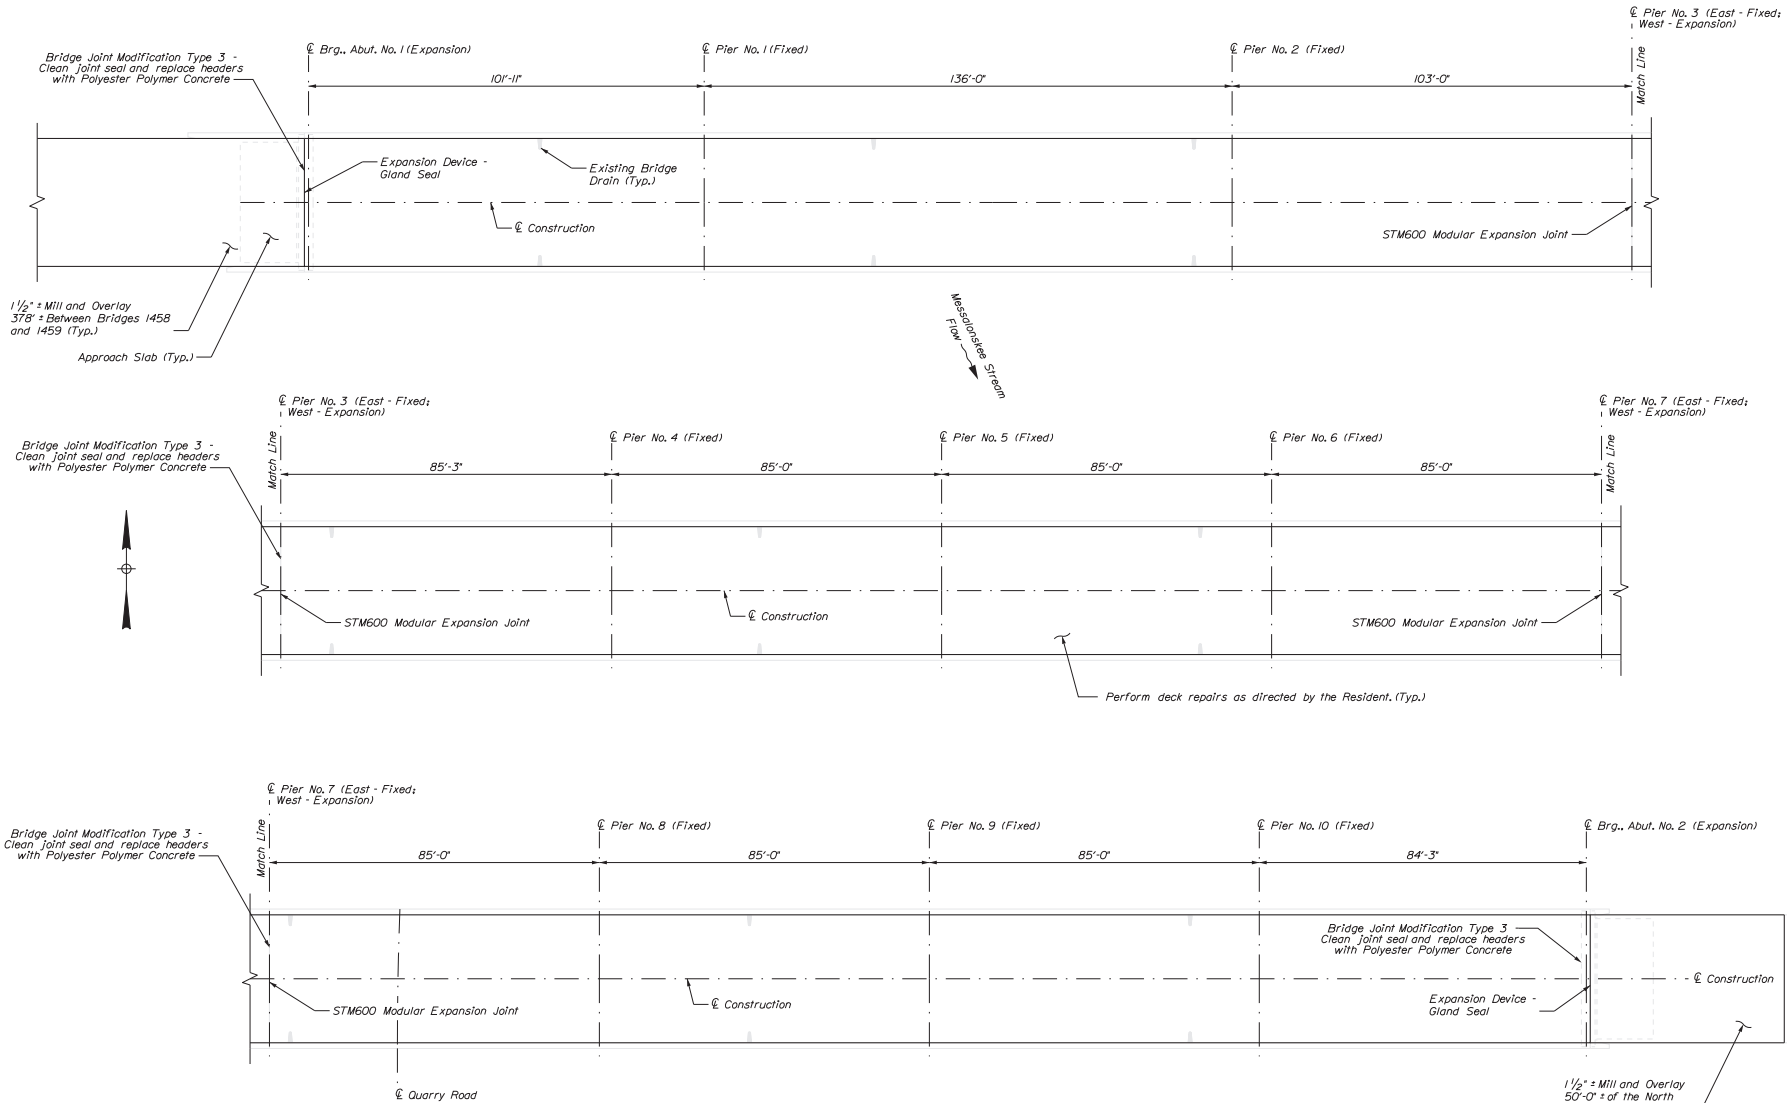 ℄ Pier No. 3 (East - Fixed;
West - Expansion)
Bridge Joint Modification Type 3 -
Clean joint seal and replace headers
with Polyester Polymer Concrete
℄ Brg., Abut. No. 1 (Expansion)
℄ Pier No. 1 (Fixed)
℄ Pier No. 2 (Fixed)
Match Line
101'-11"
136'-0"
103'-0"
Expansion Device -
Gland Seal
Existing Bridge
Drain (Typ.)
℄ Construction
STM600 Modular Expansion Joint
1 1/2" ± Mill and Overlay
378' ± Between Bridges 1458
and 1459 (Typ.)
Approach Slab (Typ.)
Messalonskee Stream
Flow
℄ Pier No. 3 (East - Fixed;
West - Expansion)
℄ Pier No. 7 (East - Fixed;
West - Expansion)
Bridge Joint Modification Type 3 -
Clean joint seal and replace headers
with Polyester Polymer Concrete
Match Line
℄ Pier No. 4 (Fixed)
℄ Pier No. 5 (Fixed)
℄ Pier No. 6 (Fixed)
Match Line
85'-3"
85'-0"
85'-0"
85'-0"
℄ Construction
STM600 Modular Expansion Joint
STM600 Modular Expansion Joint
Perform deck repairs as directed by the Resident. (Typ.)
℄ Pier No. 7 (East - Fixed;
West - Expansion)
Bridge Joint Modification Type 3 -
Clean joint seal and replace headers
with Polyester Polymer Concrete
Match Line
℄ Pier No. 8 (Fixed)
℄ Pier No. 9 (Fixed)
℄ Pier No. 10 (Fixed)
℄ Brg., Abut. No. 2 (Expansion)
85'-0"
85'-0"
85'-0"
84'-3"
Bridge Joint Modification Type 3
Clean joint seal and replace headers
with Polyester Polymer Concrete
℄ Construction
STM600 Modular Expansion Joint
℄ Construction
Expansion Device -
Gland Seal
℄ Quarry Road
1 1/2" ± Mill and Overlay
50'-0" ± of the North